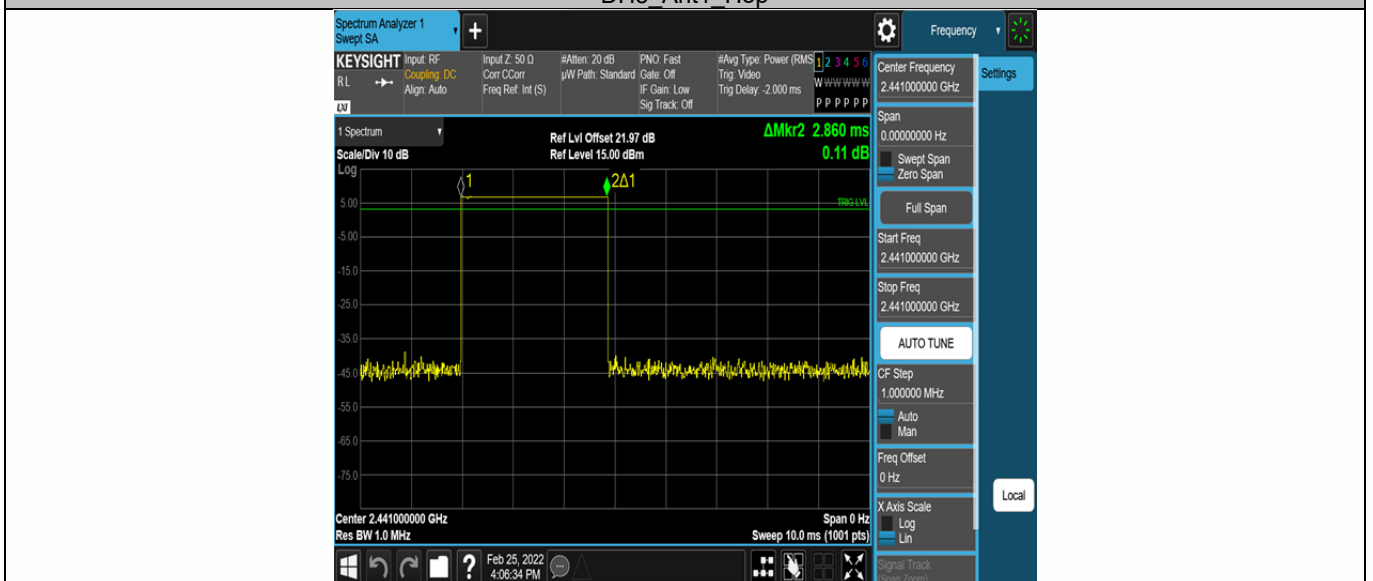 DH5_Ant1_Hop
Spectrum Analyzer 1
Swept SA
Frequency
KEYSIGHT
RL
LXI
Input: RF
Coupling: DC
Align: Auto
Input Z: 50 Ω
Corr CCorr
Freq Ref: Int (S)
#Atten: 20 dB
µW Path: Standard
PNO: Fast
Gate: Off
IF Gain: Low
Sig Track: Off
#Avg Type: Power (RMS
Trig: Video
Trig Delay: -2.000 ms
1 2 3 4 5 6
W W W W W W
P P P P P P
1 Spectrum
Scale/Div 10 dB
Log
Ref Lvl Offset 21.97 dB
Ref Level 15.00 dBm
ΔMkr2 2.860 ms
0.11 dB
1
2Δ1
TRIG LVL
5.00
-5.00
-15.0
-25.0
-35.0
-45.0
-55.0
-65.0
-75.0
Center 2.441000000 GHz
Span 0 Hz
Res BW 1.0 MHz
Sweep 10.0 ms (1001 pts)
?
Feb 25, 2022
4:06:34 PM
Center Frequency
2.441000000 GHz
Settings
Span
0.00000000 Hz
Swept Span
Zero Span
Full Span
Start Freq
2.441000000 GHz
Stop Freq
2.441000000 GHz
AUTO TUNE
CF Step
1.000000 MHz
Auto
Man
Freq Offset
0 Hz
X Axis Scale
Log
Lin
Local
Signal Track
(Span Zoom)